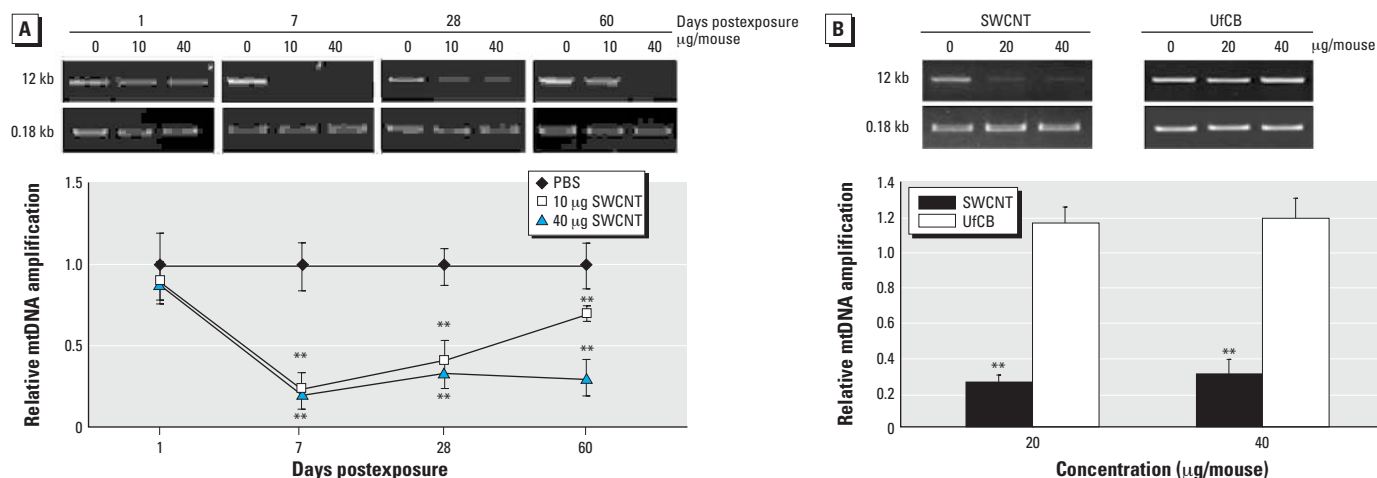 A
1 7 28 60 Days postexposure
0 10 40 0 10 40 0 10 40 0 10 40 μg/mouse
12 kb
0.18 kb
1.5
1.0
0.5
0
Relative mtDNA amplification
PBS
10 μg SWCNT
40 μg SWCNT
**
**
**
**
**
**
1 7 28 60
Days postexposure
B
SWCNT UfCB
0 20 40 0 20 40 μg/mouse
12 kb
0.18 kb
1.4
1.2
1.0
0.8
0.6
0.4
0.2
0
Relative mtDNA amplification
SWCNT
UfCB
**
**
20 40
Concentration (μg/mouse)